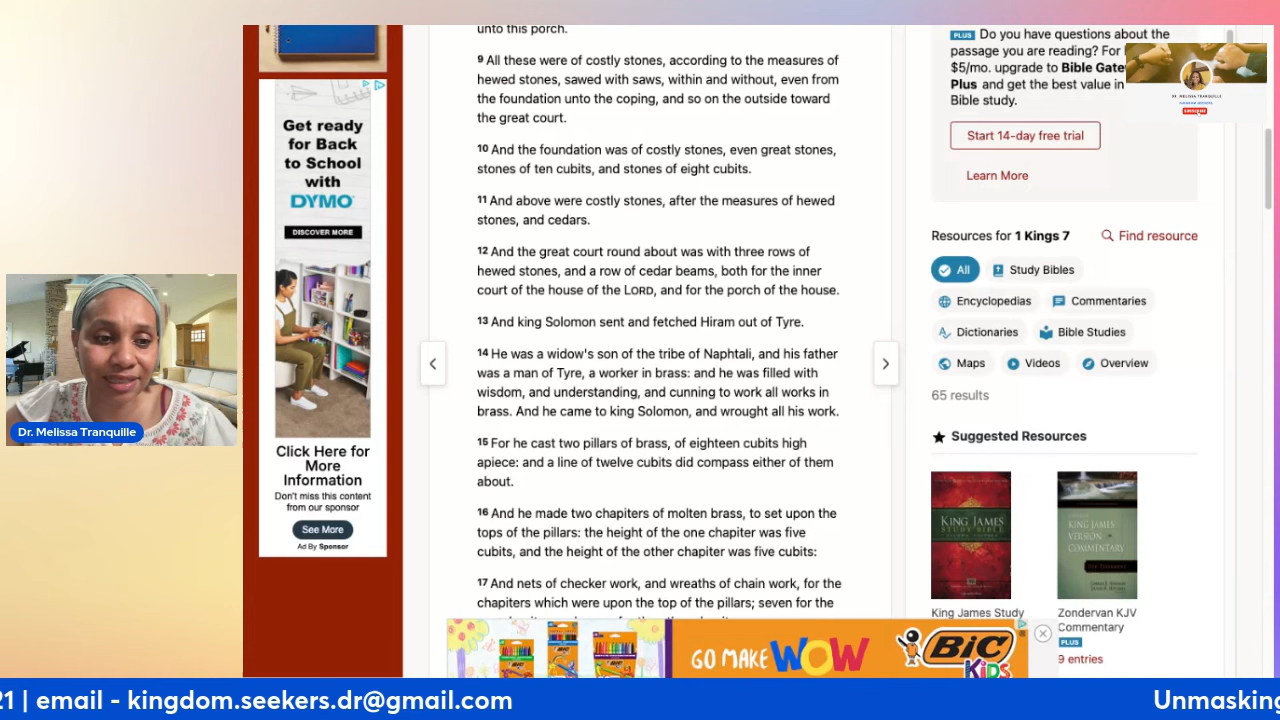 unto this porch.
9 All these were of costly stones, according to the measures of
hewed stones, sawed with saws, within and without, even from
the foundation unto the coping, and so on the outside toward
the great court.
10 And the foundation was of costly stones, even great stones,
stones of ten cubits, and stones of eight cubits.
11 And above were costly stones, after the measures of hewed
stones, and cedars.
12 And the great court round about was with three rows of
hewed stones, and a row of cedar beams, both for the inner
court of the house of the LORD, and for the porch of the house.
13 And king Solomon sent and fetched Hiram out of Tyre.
14 He was a widow's son of the tribe of Naphtali, and his father
was a man of Tyre, a worker in brass: and he was filled with
wisdom, and understanding, and cunning to work all works in
brass. And he came to king Solomon, and wrought all his work.
15 For he cast two pillars of brass, of eighteen cubits high
apiece: and a line of twelve cubits did compass either of them
about.
16 And he made two chapiters of molten brass, to set upon the
tops of the pillars: the height of the one chapiter was five
cubits, and the height of the other chapiter was five cubits:
17 And nets of checker work, and wreaths of chain work, for the
chapiters which were upon the top of the pillars; seven for the
Get ready
for Back
to School
with
DYMO
DISCOVER MORE
Click Here for
More
Information
Don't miss this content
from our sponsor
See More
Ad By Sponsor
Dr. Melissa Tranquille
PLUS Do you have questions about the
passage you are reading? For
$5/mo. upgrade to Bible Gate
Plus and get the best value in
Bible study.
Start 14-day free trial
Learn More
DR. MELISSA TRANQUILLE
KINGDOM SEEKERS
SUBSCRIBE
Resources for 1 Kings 7 Find resource
All Study Bibles
Encyclopedias Commentaries
Dictionaries Bible Studies
Maps Videos Overview
65 results
Suggested Resources
KING JAMES
STUDY BIBLE
KING JAMES
VERSION
COMMENTARY
King James Study
Zondervan KJV
Commentary
PLUS
9 entries
GO MAKE WOW
BIC
KIDS
21 | email - kingdom.seekers.dr@gmail.com
Unmasking